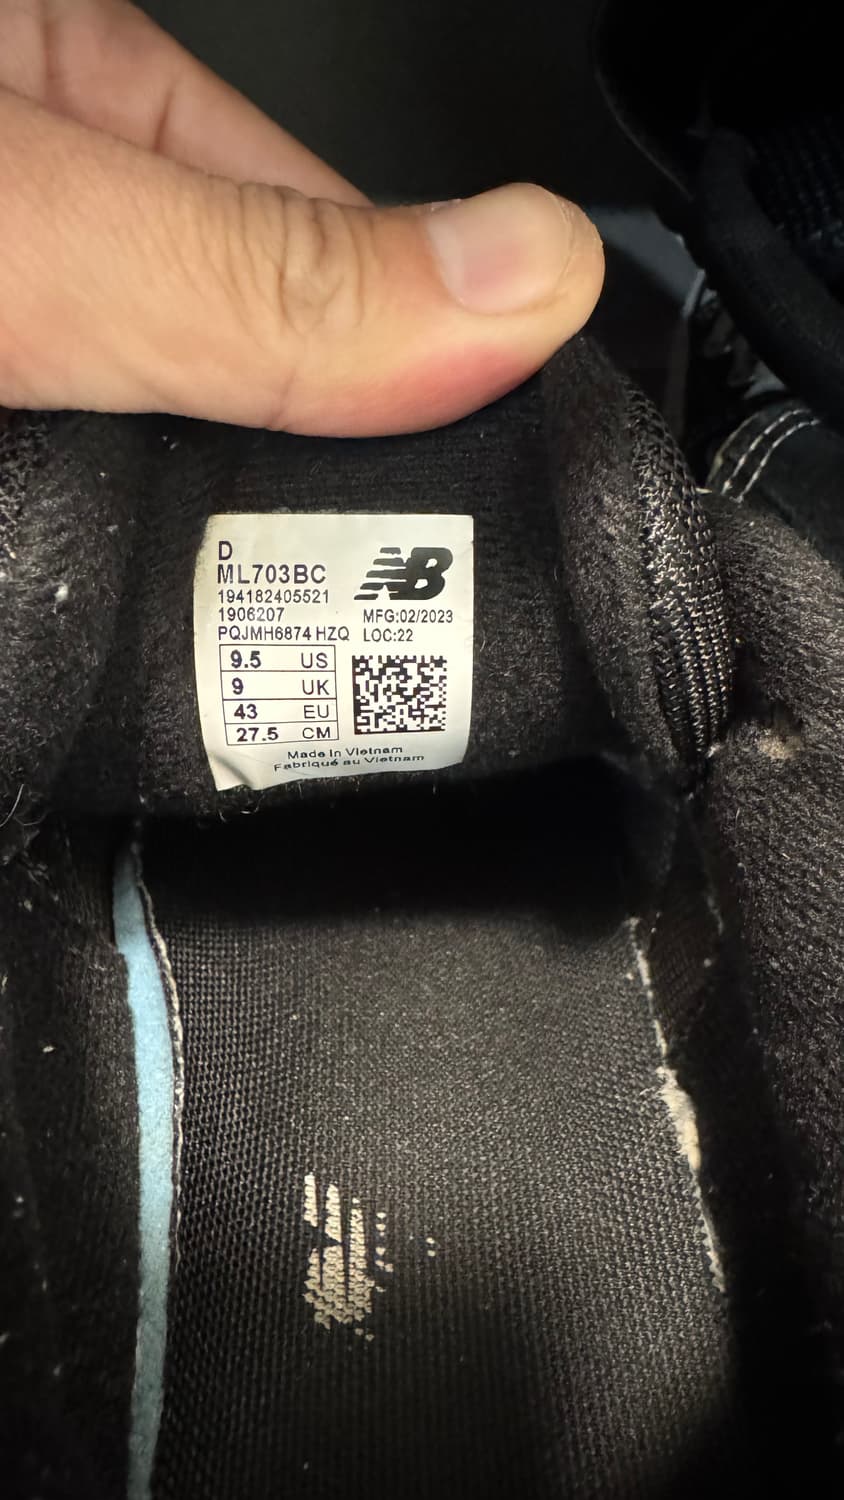 D
ML703BC
NB
194182405521
1906207
MFG:02/2023
PQJMH6874 HZQ
LOC:22
9.5 US
9 UK
43 EU
27.5 CM
Made in Vietnam
Fabriqué au Vietnam